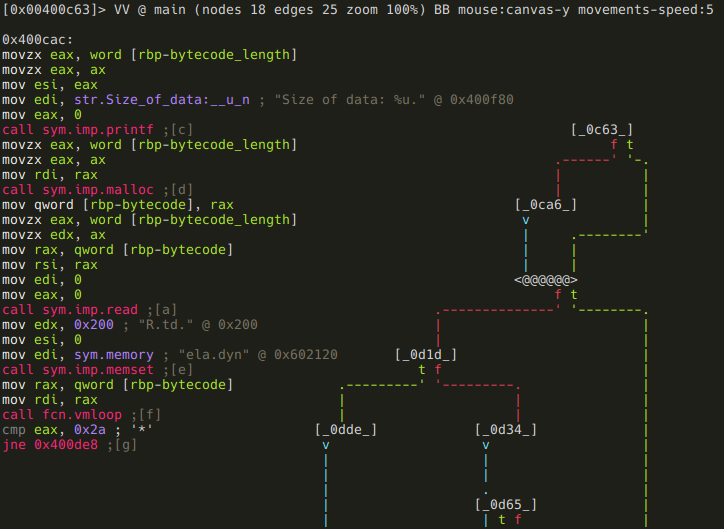 [0x00400c63]> VV @ main (nodes 18 edges 25 zoom 100%) BB mouse:canvas-y movements-speed:5
0x400cac:
movzx eax, word [rbp-bytecode_length]
movzx eax, ax
mov esi, eax
mov edi, str.Size_of_data:__u_n ; "Size of data: %u." @ 0x400f80
mov eax, 0
call sym.imp.printf ;[c]
movzx eax, word [rbp-bytecode_length]
movzx eax, ax
mov rdi, rax
call sym.imp.malloc ;[d]
mov qword [rbp-bytecode], rax
movzx eax, word [rbp-bytecode_length]
movzx edx, ax
mov rax, qword [rbp-bytecode]
mov rsi, rax
mov edi, 0
mov eax, 0
call sym.imp.read ;[a]
mov edx, 0x200 ; "R.td." @ 0x200
mov esi, 0
mov edi, sym.memory ; "ela.dyn" @ 0x602120
call sym.imp.memset ;[e]
mov rax, qword [rbp-bytecode]
mov rdi, rax
call fcn.vmloop ;[f]
cmp eax, 0x2a ; '*'
jne 0x400de8 ;[g]
[_0c63_]
f t
[_0ca6_]
v
<@@@@@@>
f t
[_0d1d_]
t f
[_0dde_]
[_0d34_]
v
v
[_0d65_]
t f